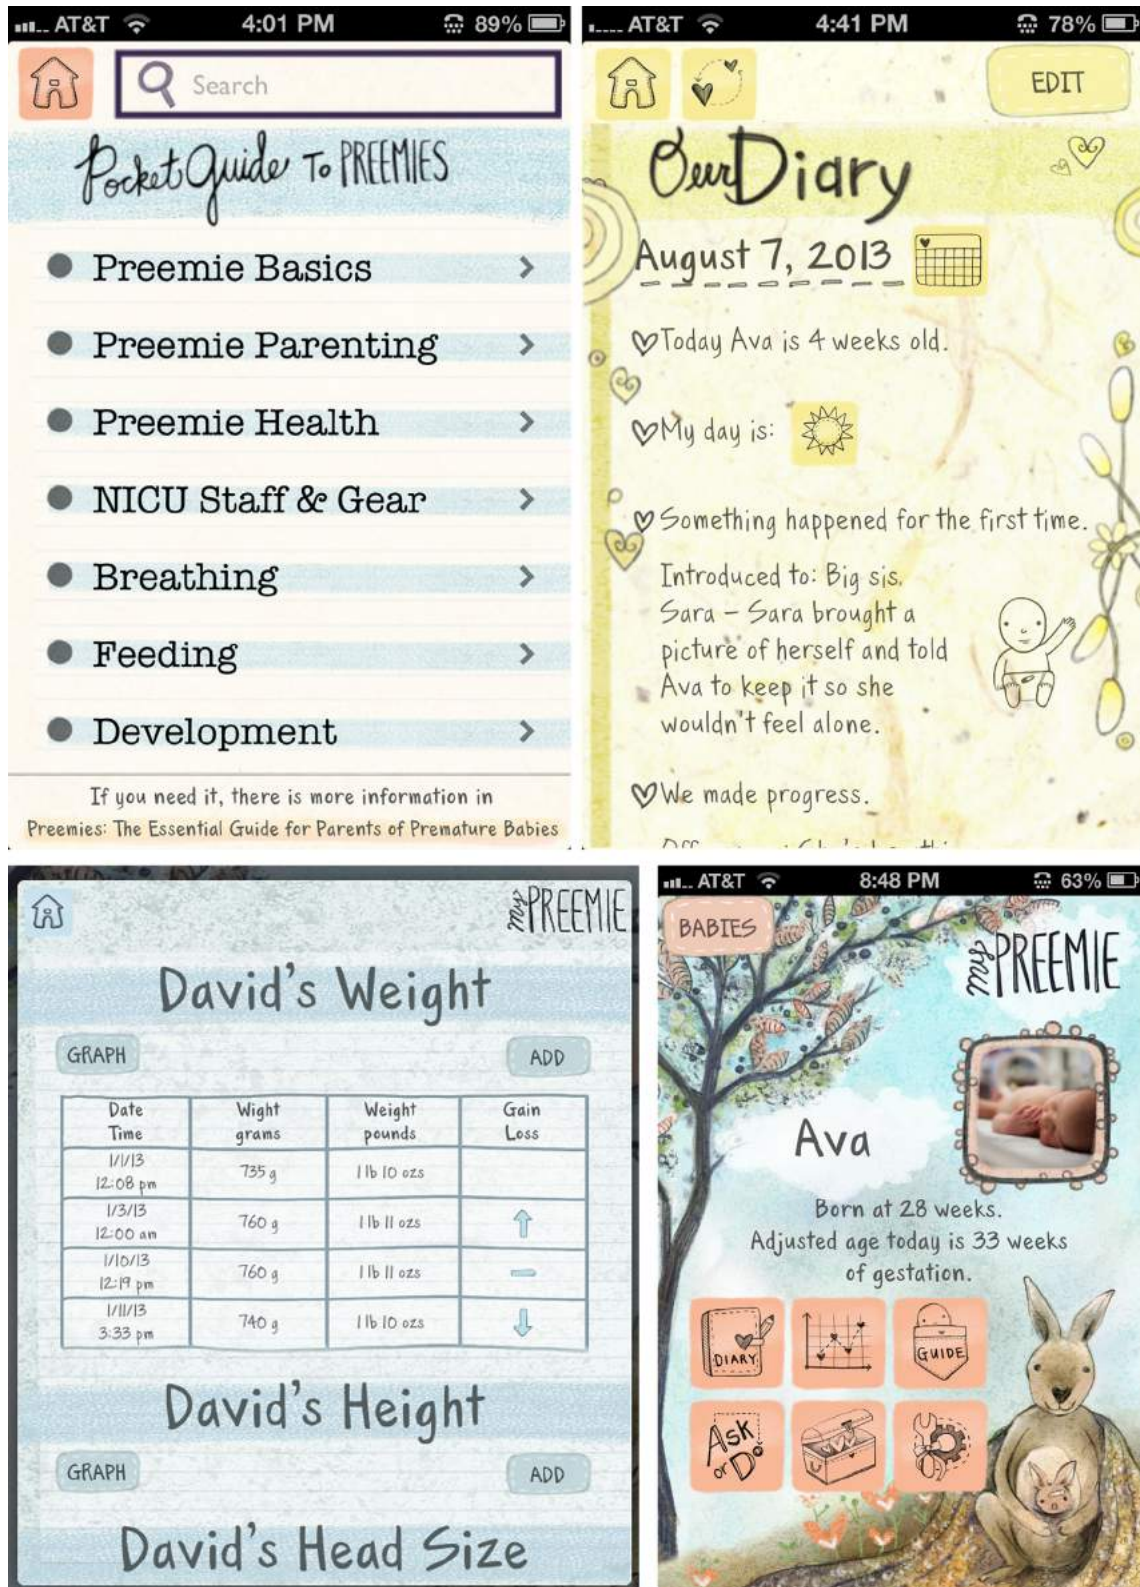 AT&T 4:01 PM 89%
Search
Pocket Guide To PREEMIES
Preemie Basics
Preemie Parenting
Preemie Health
NICU Staff & Gear
Breathing
Feeding
Development
If you need it, there is more information in
Preemies: The Essential Guide for Parents of Premature Babies
AT&T 4:41 PM 78%
EDIT
Our Diary
August 7, 2013
Today Ava is 4 weeks old.
My day is:
Something happened for the first time.
Introduced to: Big sis,
Sara – Sara brought a
picture of herself and told
Ava to keep it so she
wouldn't feel alone.
We made progress.
my PREEMIE
David's Weight
GRAPH ADD
Date Time Wight grams Weight pounds Gain Loss
1/1/13 12:08 pm 735 g 1 lb 10 ozs
1/3/13 12:00 am 760 g 1 lb 11 ozs
1/10/13 12:19 pm 760 g 1 lb 11 ozs
1/11/13 3:33 pm 740 g 1 lb 10 ozs
David's Height
GRAPH ADD
David's Head Size
AT&T 8:48 PM 63%
BABIES
my PREEMIE
Ava
Born at 28 weeks.
Adjusted age today is 33 weeks
of gestation.
DIARY
GUIDE
Ask or Do